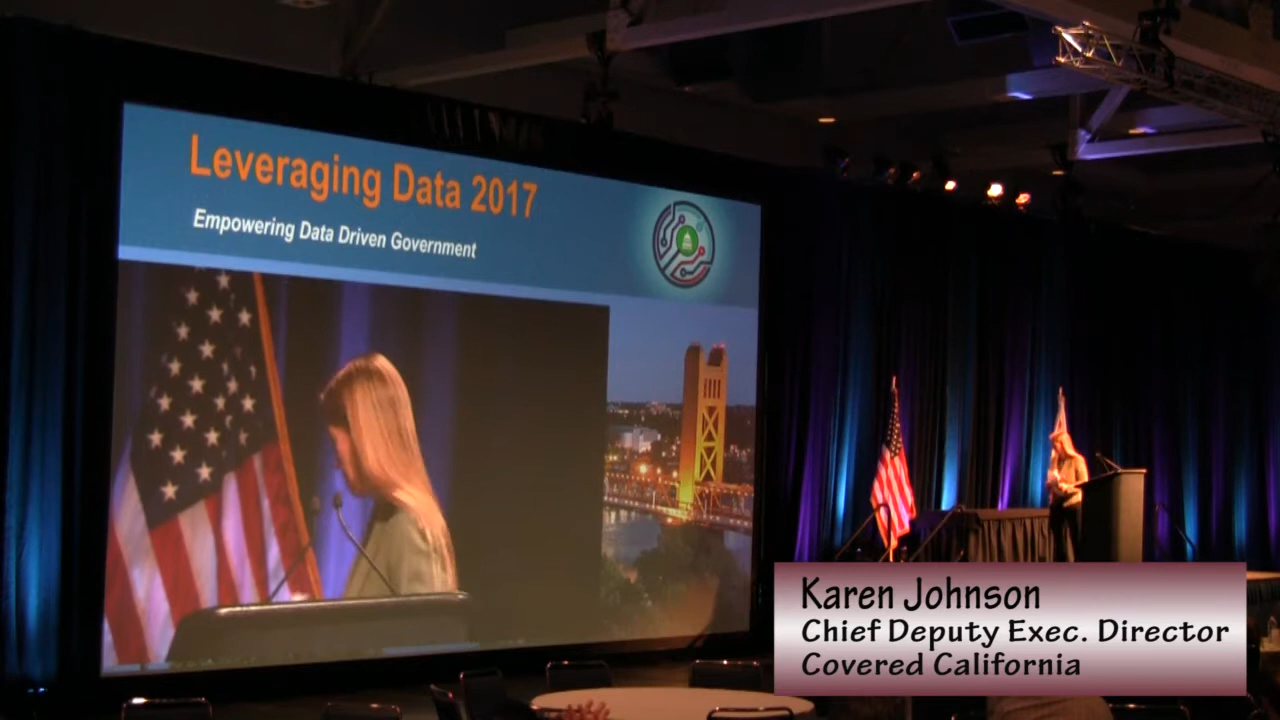 Leveraging Data 2017
Empowering Data Driven Government
Karen Johnson
Chief Deputy Exec. Director
Covered California